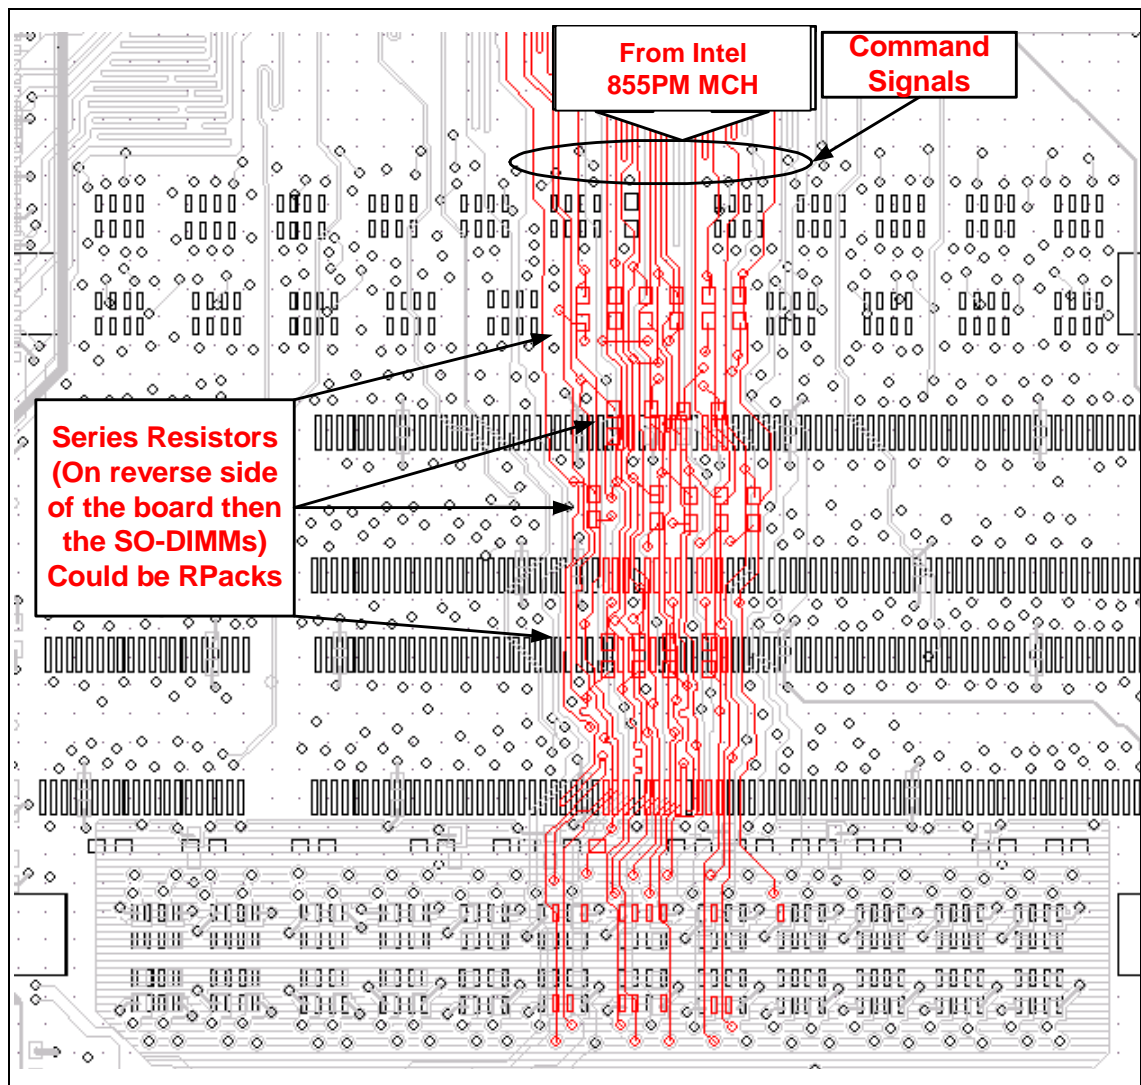 From Intel
855PM MCH
Command
Signals
Series Resistors
(On reverse side
of the board then
the SO-DIMMs)
Could be RPacks